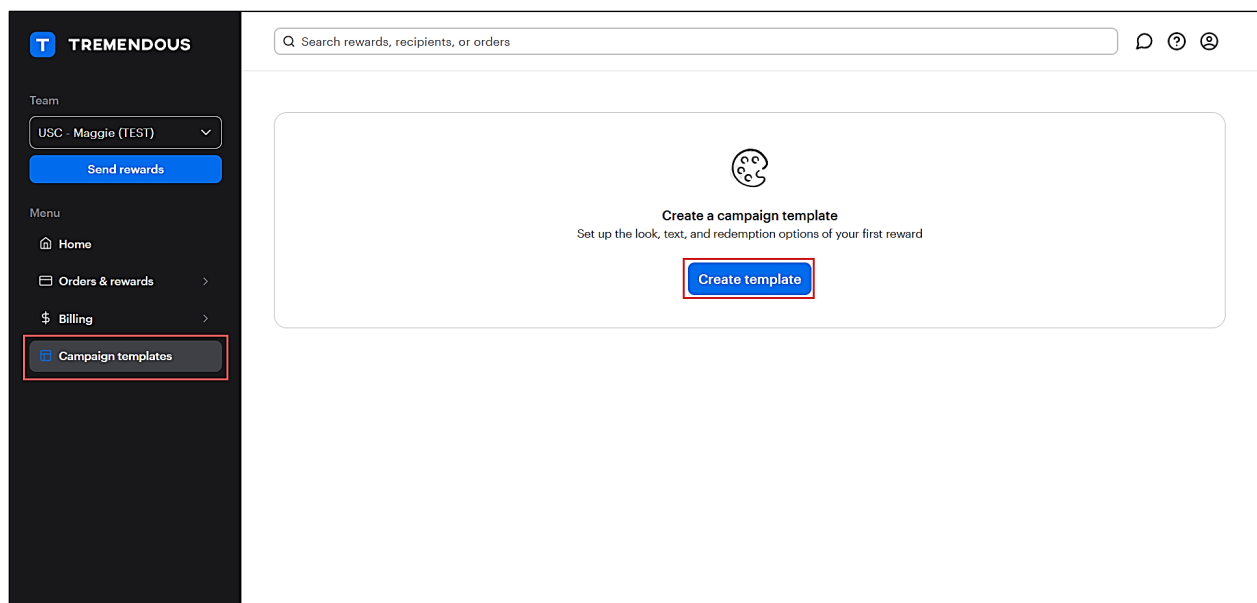 T TREMENDOUS
Search rewards, recipients, or orders
Team
USC - Maggie (TEST)
Send rewards
Menu
Home
Orders & rewards
$ Billing
Campaign templates
Create a campaign template
Set up the look, text, and redemption options of your first reward
Create template